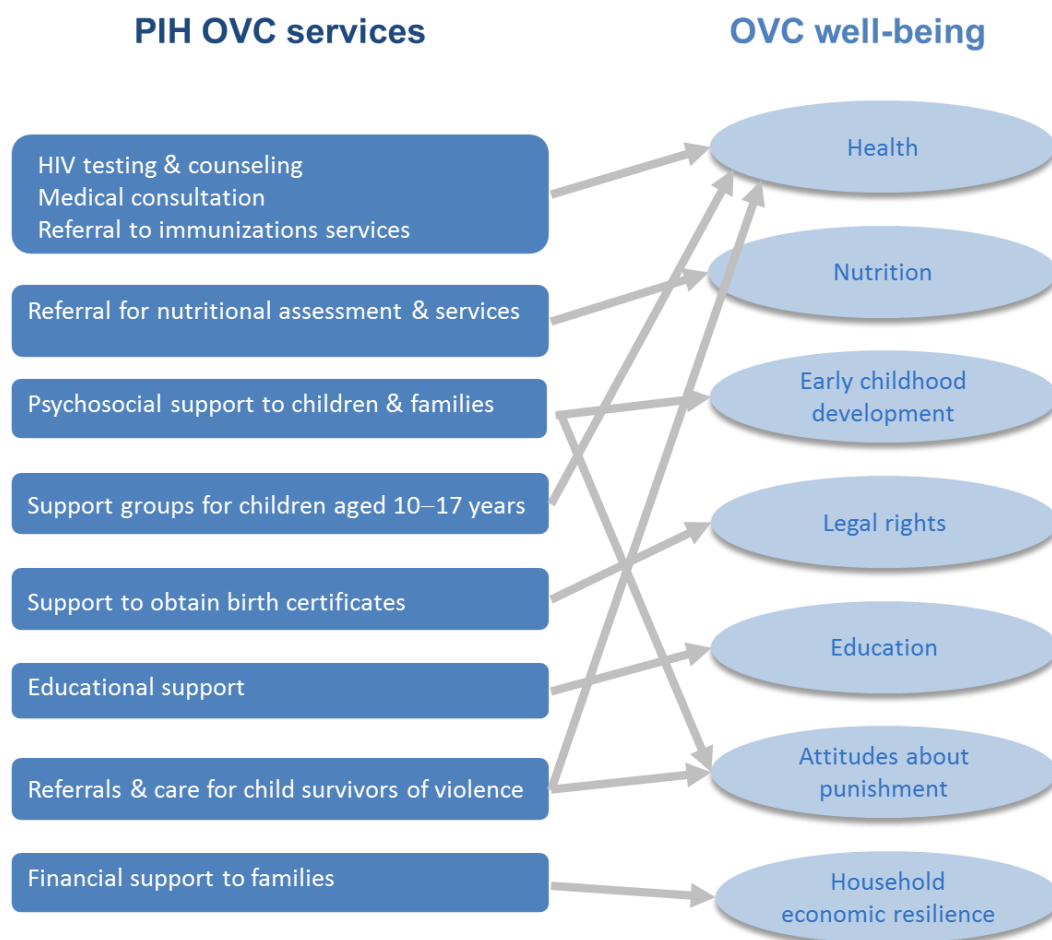 PIH OVC services
OVC well-being
HIV testing & counseling
Medical consultation
Referral to immunizations services
Referral for nutritional assessment & services
Psychosocial support to children & families
Support groups for children aged 10–17 years
Support to obtain birth certificates
Educational support
Referrals & care for child survivors of violence
Financial support to families
Health
Nutrition
Early childhood
development
Legal rights
Education
Attitudes about
punishment
Household
economic resilience